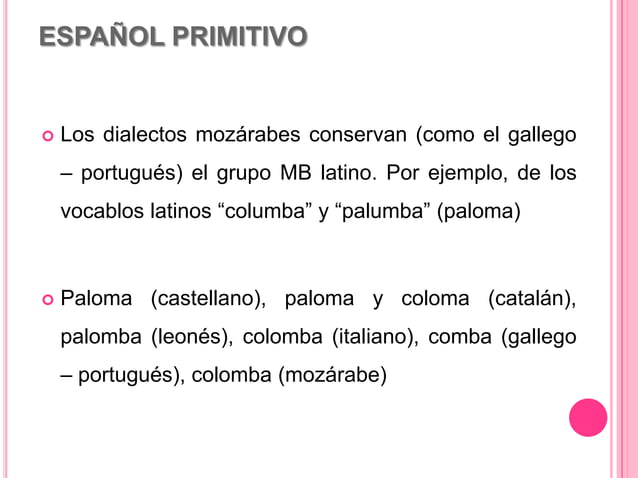 ESPAÑOL PRIMITIVO
Los dialectos mozárabes conservan (como el gallego
– portugués) el grupo MB latino. Por ejemplo, de los
vocablos latinos “columba” y “palumba” (paloma)
Paloma (castellano), paloma y coloma (catalán),
palomba (leonés), colomba (italiano), comba (gallego
– portugués), colomba (mozárabe)